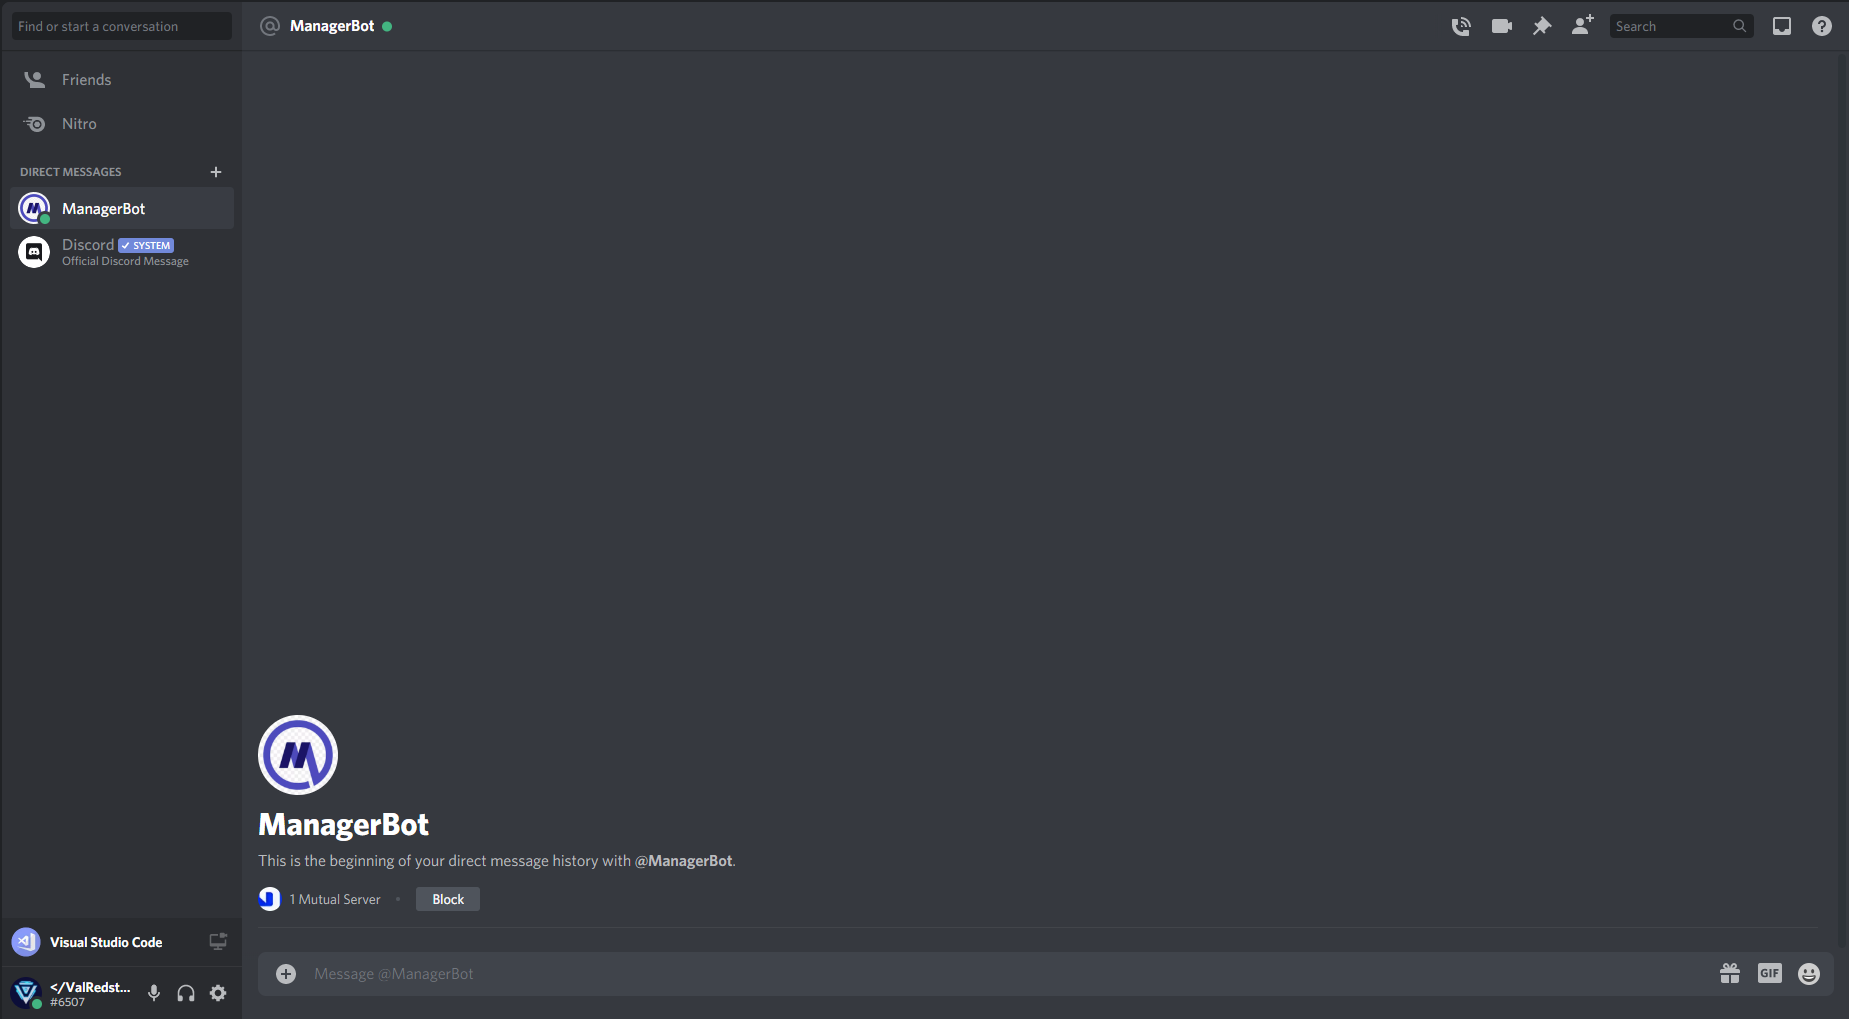 Find or start a conversation
ManagerBot
Search
Friends
Nitro
DIRECT MESSAGES
ManagerBot
Discord SYSTEM
Official Discord Message
ManagerBot
This is the beginning of your direct message history with @ManagerBot.
1 Mutual Server
Block
Visual Studio Code
</ValRedst...
#6507
Message @ManagerBot
GIF